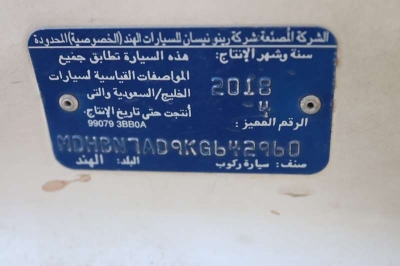 الشركة المصنعة: شركة رينو نيسان للسيارات الهند (الخصوصية) المحدودة
سنة وشهر الإنتاج: هذه السيارة تطابق جميع
2018 المواصفات القياسية لسيارات
4- الخليج/السعودية والتى
الرقم المميز: أنتجت حتى تاريخ الإنتاج.
99079 3BB0A
MDHBN7AD9KG642960
صنف: سيارة ركوب البلد: الهند